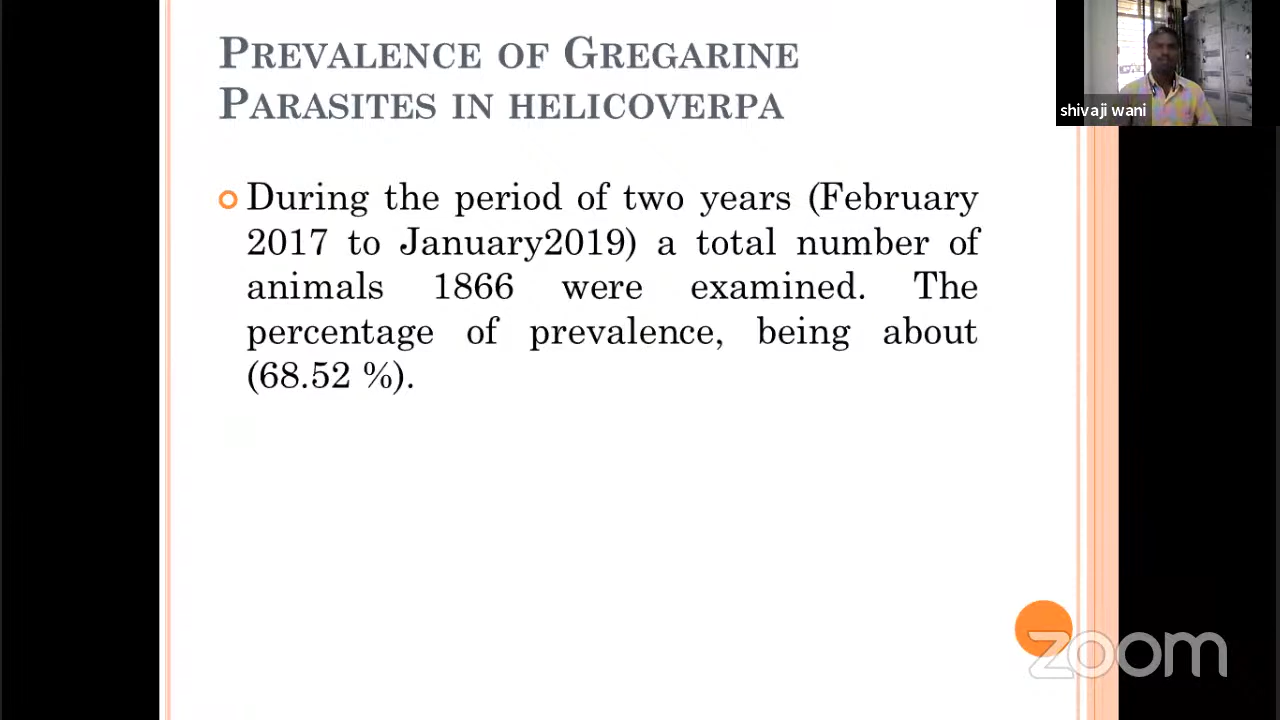 PREVALENCE OF GREGARINE
PARASITES IN HELICOVERPA
shivaji wani
During the period of two years (February
2017 to January2019) a total number of
animals 1866 were examined. The
percentage of prevalence, being about
(68.52 %).
zoom